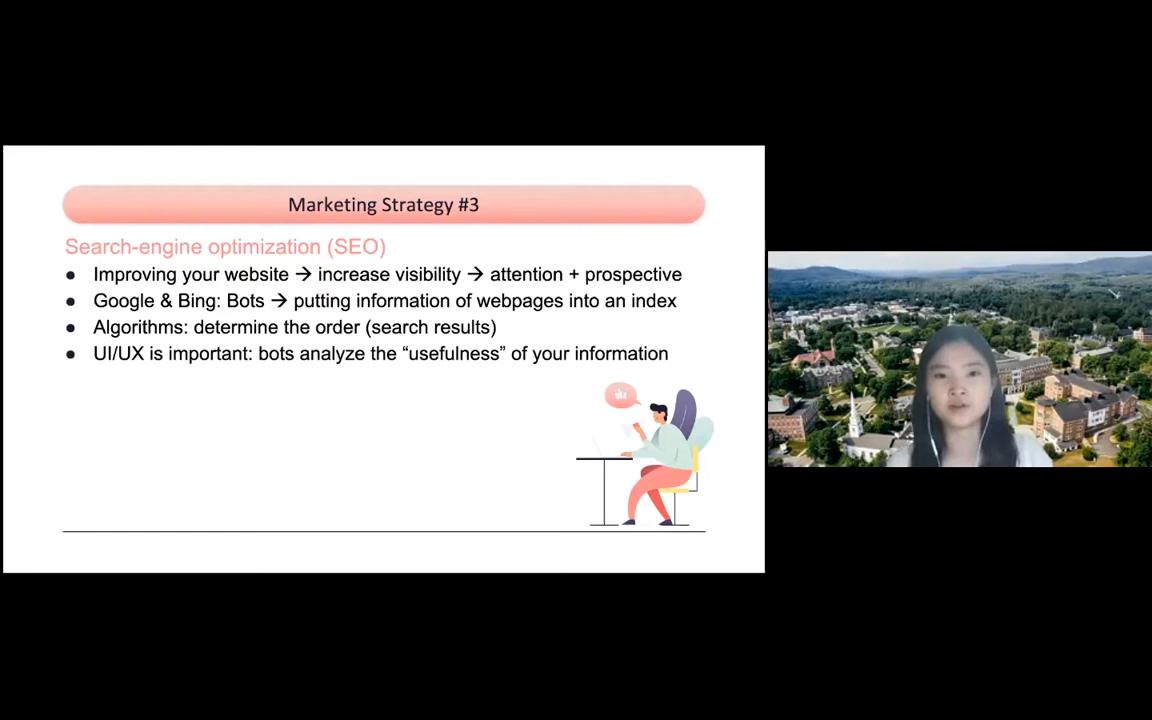 Marketing Strategy #3
Search-engine optimization (SEO)
● Improving your website → increase visibility → attention + prospective
● Google & Bing: Bots → putting information of webpages into an index
● Algorithms: determine the order (search results)
● UI/UX is important: bots analyze the “usefulness” of your information